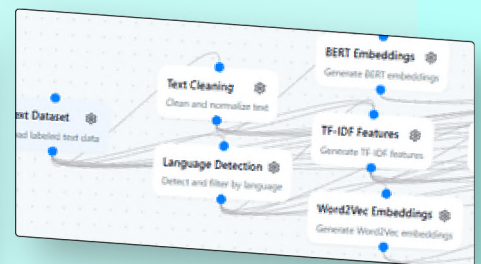 ext Dataset
ad labeled text data
Text Cleaning
Clean and normalize text
Language Detection
Detect and filter by language
BERT Embeddings
Generate BERT embeddings
TF-IDF Features
Generate TF-IDF features
Word2Vec Embeddings
Generate Word2Vec embeddings